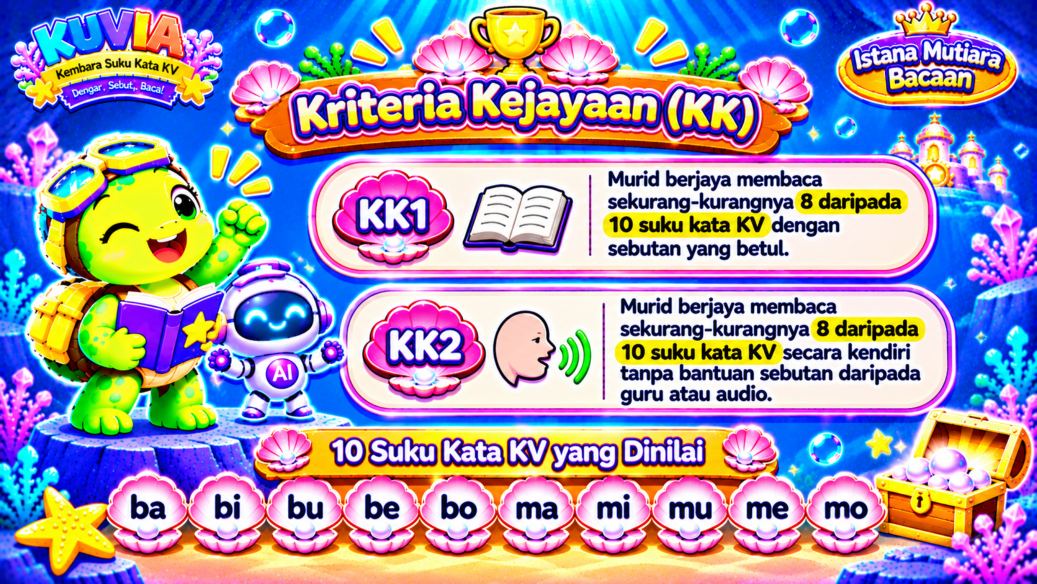 KUVIA
Kembara Suku Kata KV
Dengar, Sebut, Baca!
Istana Mutiara
Bacaan
Kriteria Kejayaan (KK)
KK1
Murid berjaya membaca
sekurang-kurangnya 8 daripada
10 suku kata KV dengan
sebutan yang betul.
KK2
Murid berjaya membaca
sekurang-kurangnya 8 daripada
10 suku kata KV secara kendiri
tanpa bantuan sebutan daripada
guru atau audio.
AI
10 Suku Kata KV yang Dinilai
ba bi bu be bo ma mi mu me mo